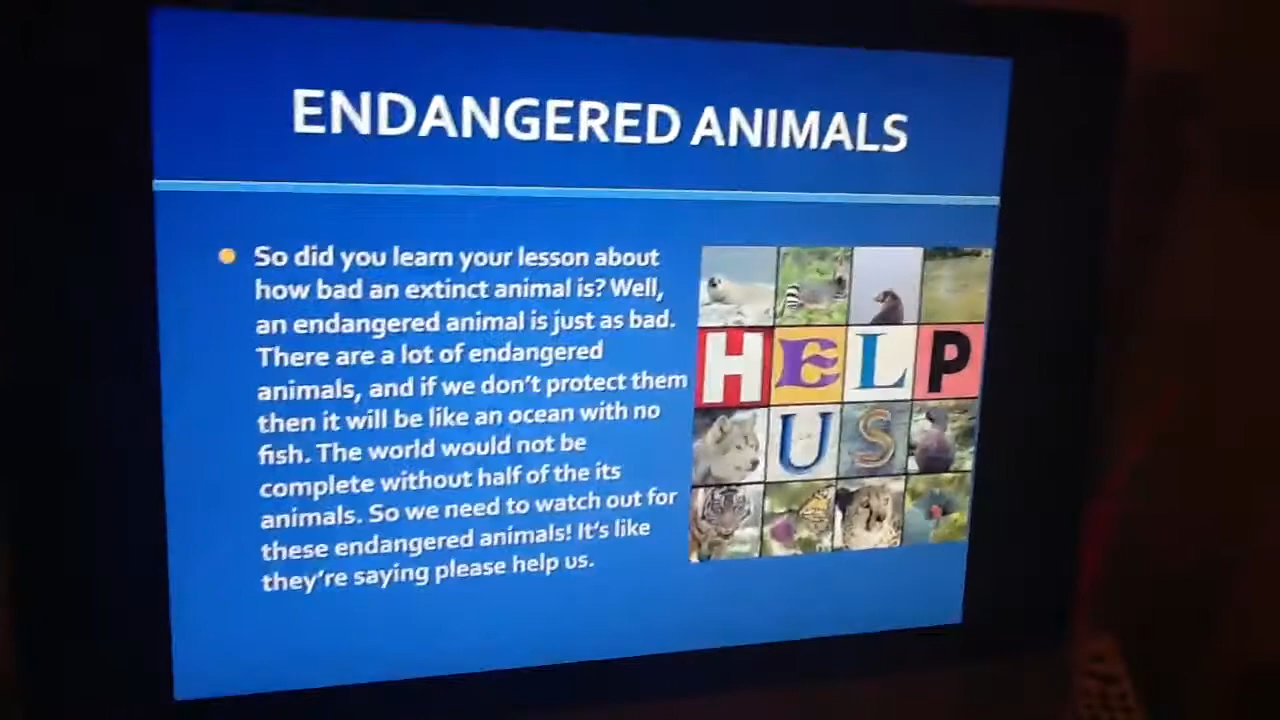 ENDANGERED ANIMALS
So did you learn your lesson about
how bad an extinct animal is? Well,
an endangered animal is just as bad.
There are a lot of endangered
animals, and if we don't protect them
then it will be like an ocean with no
fish. The world would not be
complete without half of the its
animals. So we need to watch out for
these endangered animals! It's like
they're saying please help us.
HELP
US